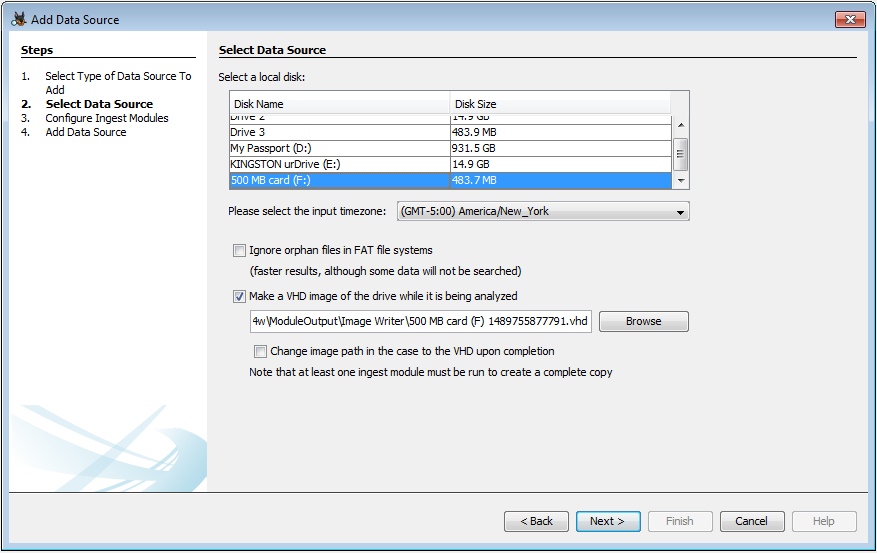 Add Data Source
Steps
1. Select Type of Data Source To
Add
2. Select Data Source
3. Configure Ingest Modules
4. Add Data Source
Select Data Source
Select a local disk:
Disk Name Disk Size
Drive 2 14.9 GB
Drive 3 483.9 MB
My Passport (D:) 931.5 GB
KINGSTON urDrive (E:) 14.9 GB
500 MB card (F:) 483.7 MB
Please select the input timezone: (GMT-5:00) America/New_York
Ignore orphan files in FAT file systems
(faster results, although some data will not be searched)
Make a VHD image of the drive while it is being analyzed
4w\ModuleOutput\Image Writer\500 MB card (F) 1489755877791.vhd Browse
Change image path in the case to the VHD upon completion
Note that at least one ingest module must be run to create a complete copy
< Back Next > Finish Cancel Help